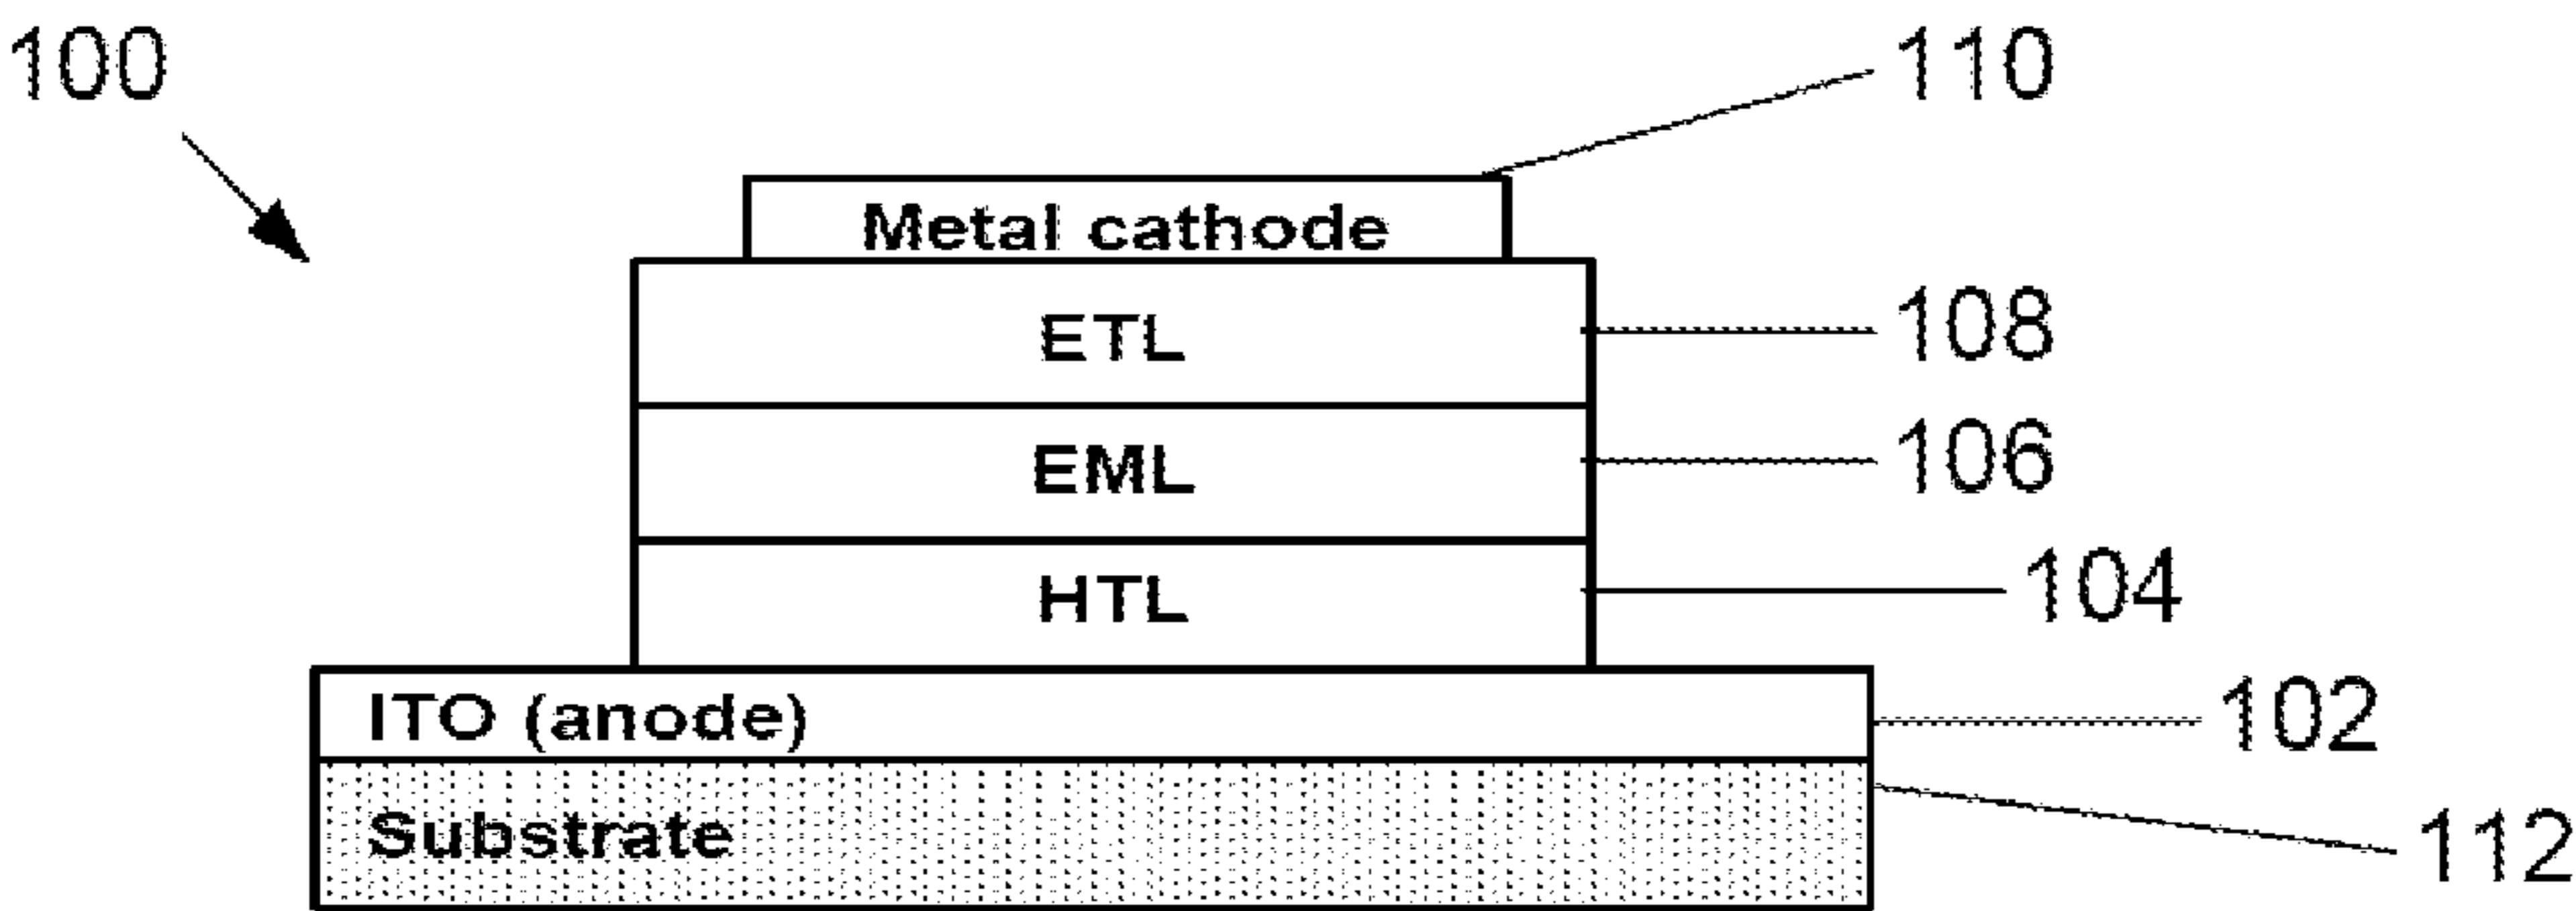 100
110
Metal cathode
ETL
108
EML
106
HTL
104
ITO (anode)
102
Substrate
112